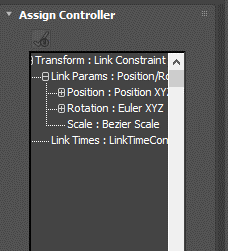 Assign Controller
Transform : Link Constraint
Link Params : Position/Ro
Position : Position XYZ
Rotation : Euler XYZ
Scale : Bezier Scale
Link Times : LinkTimeCon